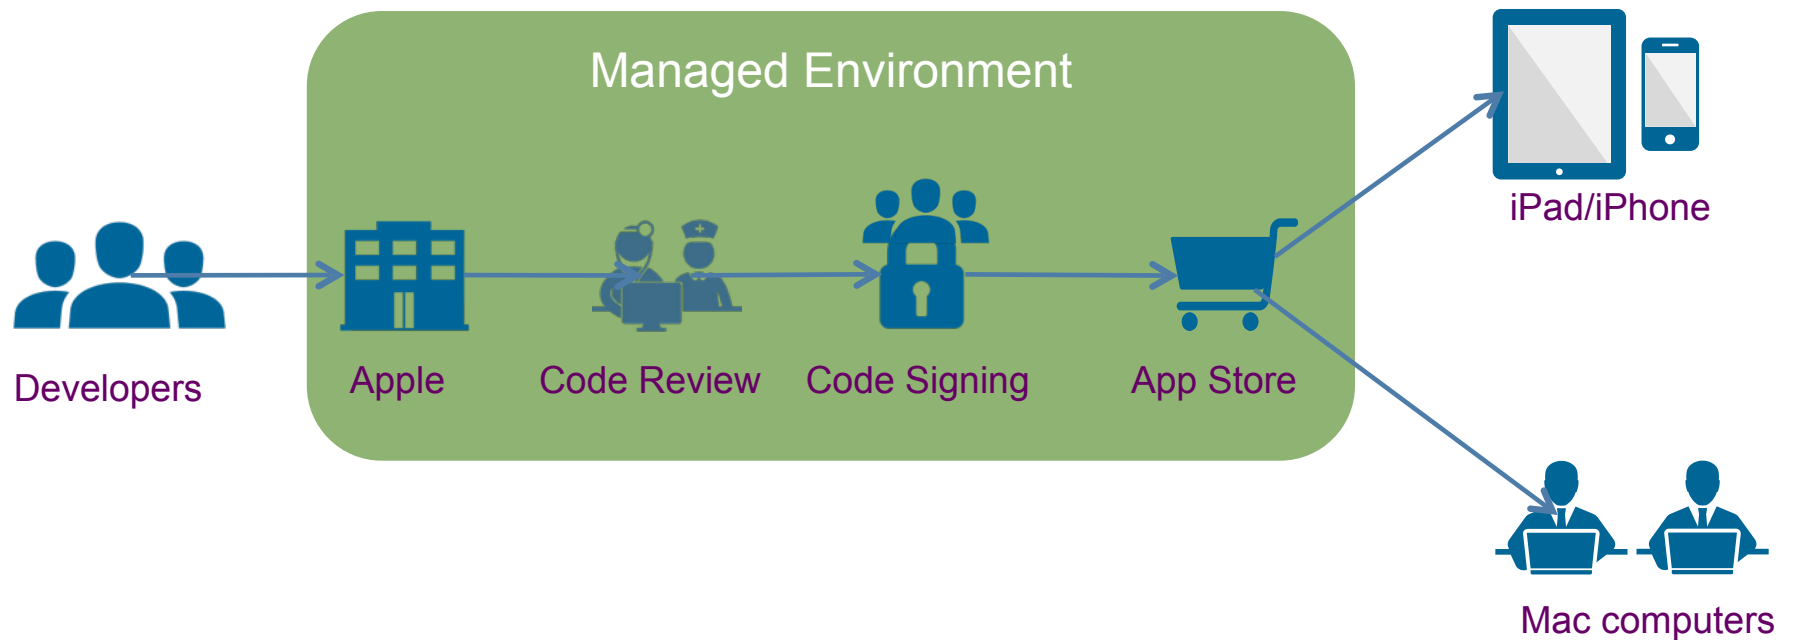 Managed Environment
iPad/iPhone
Developers
Apple
Code Review
Code Signing
App Store
Mac computers